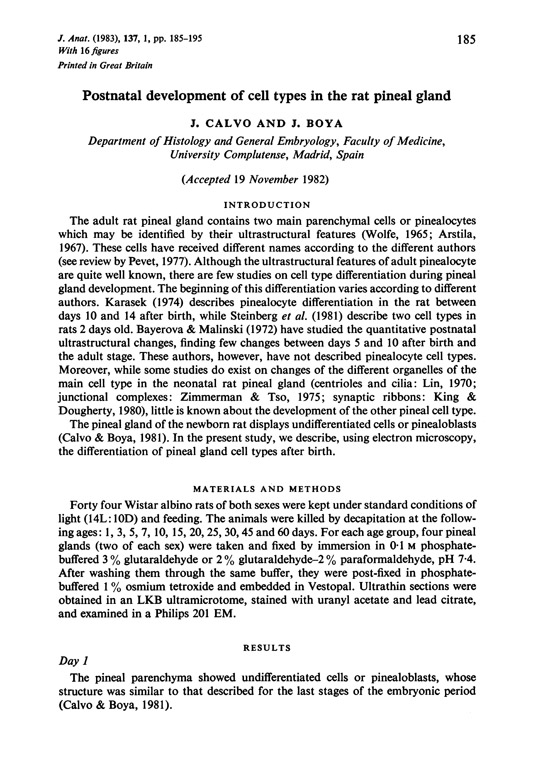 J. Anat. (1983), 137, 1, pp. 185-195
185
With 16 figures
Printed in Great Britain
Postnatal development of cell types in the rat pineal gland
J. CALVO AND J. BOYA
Department of Histology and General Embryology, Faculty of Medicine,
University Complutense, Madrid, Spain
(Accepted 19 November 1982)
INTRODUCTION
The adult rat pineal gland contains two main parenchymal cells or pinealocytes
which may be identified by their ultrastructural features (Wolfe, 1965; Arstila,
1967). These cells have received different names according to the different authors
(see review by Pevet, 1977). Although the ultrastructural features of adult pinealocyte
are quite well known, there are few studies on cell type differentiation during pineal
gland development. The beginning of this differentiation varies according to different
authors. Karasek (1974) describes pinealocyte differentiation in the rat between
days 10 and 14 after birth, while Steinberg et al. (1981) describe two cell types in
rats 2 days old. Bayerova & Malinski (1972) have studied the quantitative postnatal
ultrastructural changes, finding few changes between days 5 and 10 after birth and
the adult stage. These authors, however, have not described pinealocyte cell types.
Moreover, while some studies do exist on changes of the different organelles of the
main cell type in the neonatal rat pineal gland (centrioles and cilia: Lin, 1970;
junctional complexes: Zimmerman & Tso, 1975; synaptic ribbons: King &
Dougherty, 1980), little is known about the development of the other pineal cell type.
The pineal gland of the newborn rat displays undifferentiated cells or pinealoblasts
(Calvo & Boya, 1981). In the present study, we describe, using electron microscopy,
the differentiation of pineal gland cell types after birth.
MATERIALS AND METHODS
Forty four Wistar albino rats of both sexes were kept under standard conditions of
light (14L:10D) and feeding. The animals were killed by decapitation at the follow-
ing ages: 1, 3, 5, 7, 10, 15, 20, 25, 30, 45 and 60 days. For each age group, four pineal
glands (two of each sex) were taken and fixed by immersion in 0·1 M phosphate-
buffered 3 % glutaraldehyde or 2 % glutaraldehyde–2 % paraformaldehyde, pH 7·4.
After washing them through the same buffer, they were post-fixed in phosphate-
buffered 1 % osmium tetroxide and embedded in Vestopal. Ultrathin sections were
obtained in an LKB ultramicrotome, stained with uranyl acetate and lead citrate,
and examined in a Philips 201 EM.
RESULTS
Day 1
The pineal parenchyma showed undifferentiated cells or pinealoblasts, whose
structure was similar to that described for the last stages of the embryonic period
(Calvo & Boya, 1981).